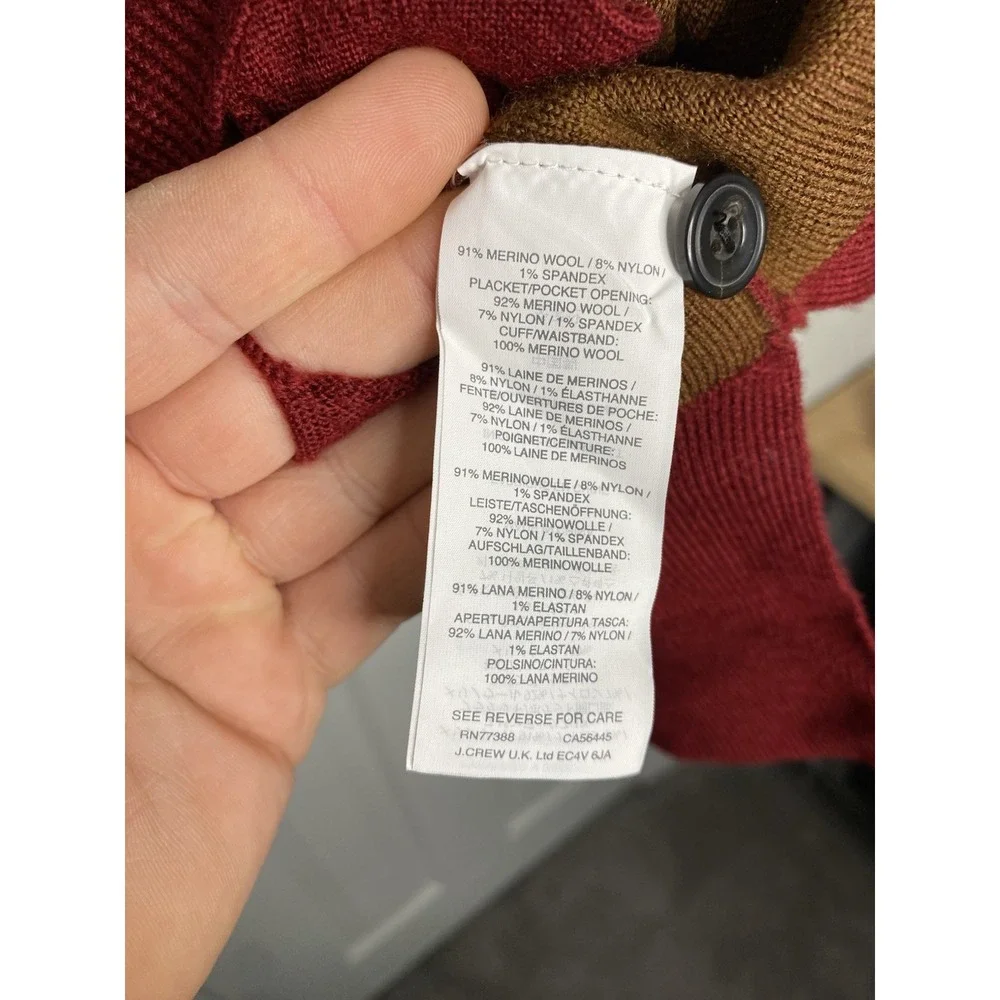 91% MERINO WOOL / 8% NYLON /
1% SPANDEX
PLACKET/POCKET OPENING:
92% MERINO WOOL /
7% NYLON / 1% SPANDEX
CUFF/WAISTBAND:
100% MERINO WOOL
91% LAINE DE MERINOS /
8% NYLON / 1% ÉLASTHANNE
FENTE/OUVERTURES DE POCHE:
92% LAINE DE MERINOS /
7% NYLON / 1% ÉLASTHANNE
POIGNET/CEINTURE:
100% LAINE DE MERINOS
91% MERINOWOLLE / 8% NYLON /
1% SPANDEX
LEISTE/TASCHENÖFFNUNG:
92% MERINOWOLLE /
7% NYLON / 1% SPANDEX
AUFSCHLAG/TAILLENBAND:
100% MERINOWOLLE
91% LANA MERINO / 8% NYLON /
1% ELASTAN
APERTURA/APERTURA TASCA:
92% LANA MERINO / 7% NYLON /
1% ELASTAN
POLSINO/CINTURA:
100% LANA MERINO
SEE REVERSE FOR CARE
RN77388 CA56445
J.CREW U.K. Ltd EC4V 6JA